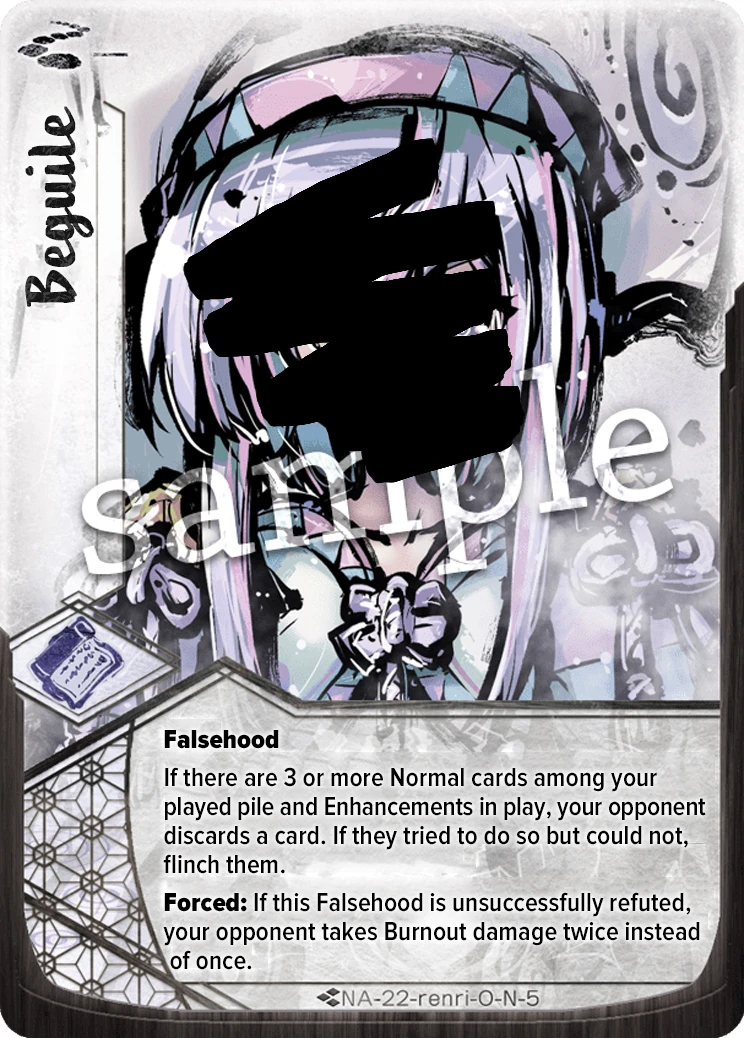 Beguile
sample
Falsehood
If there are 3 or more Normal cards among your
played pile and Enhancements in play, your opponent
discards a card. If they tried to do so but could not,
flinch them.
Forced: If this Falsehood is unsuccessfully refuted,
your opponent takes Burnout damage twice instead
of once.
NA-22-renri-O-N-5